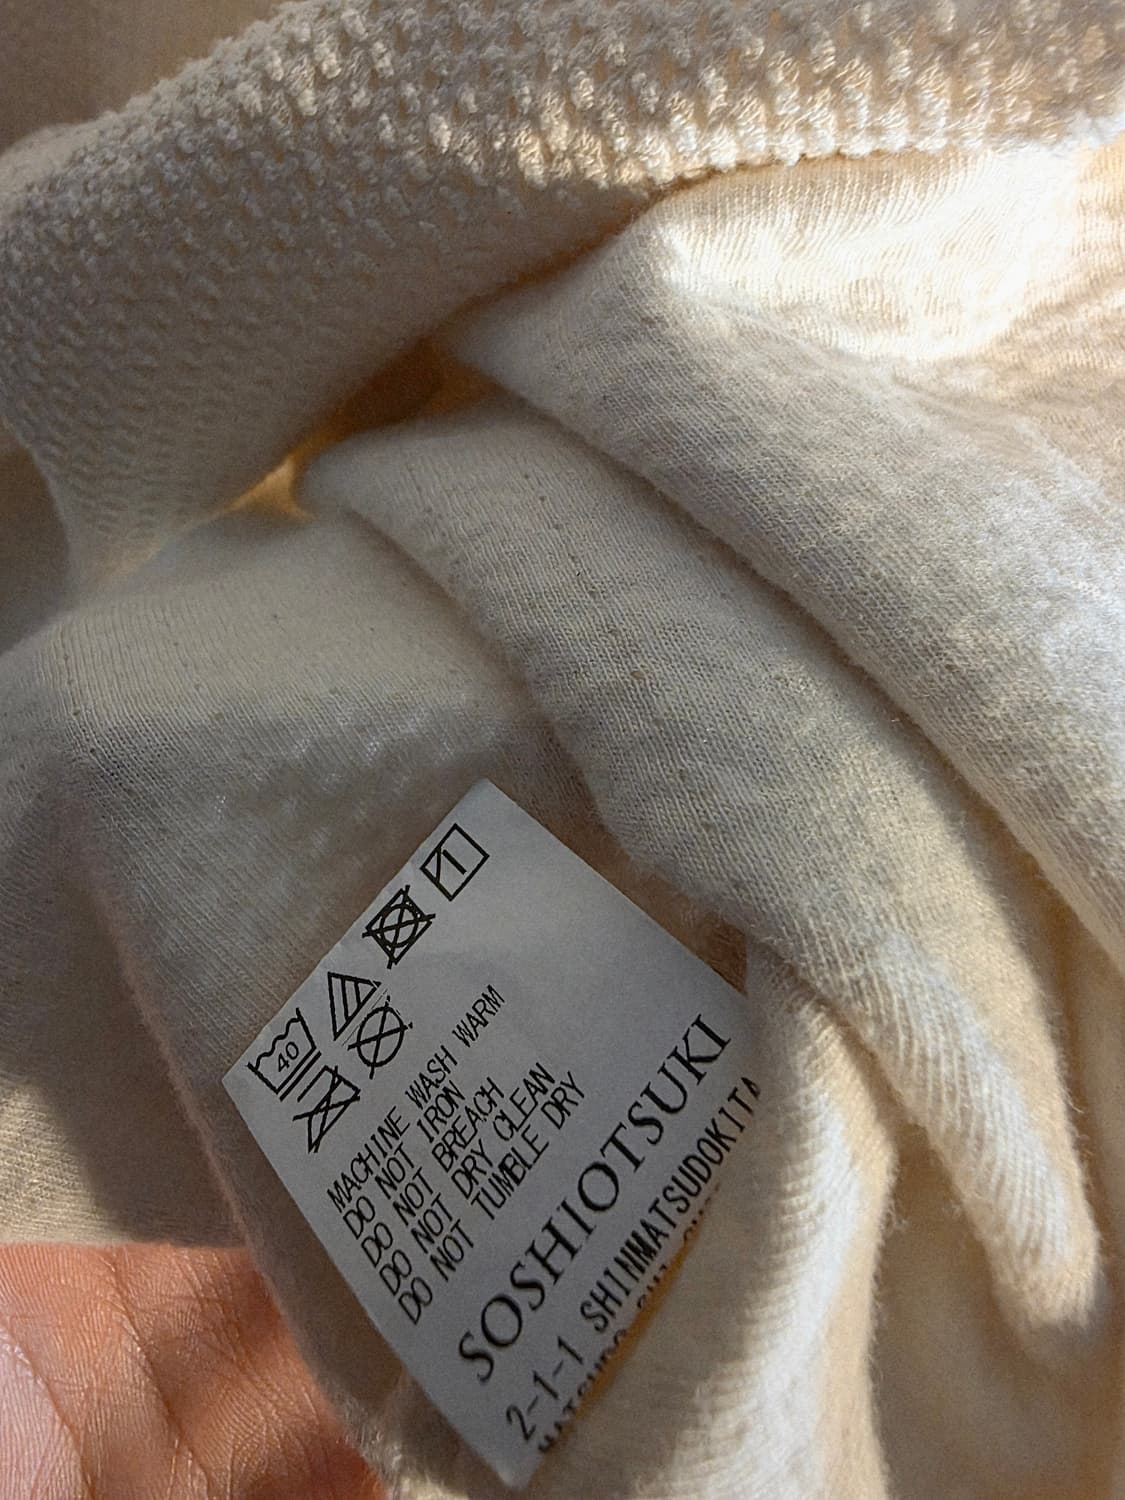 40
MACHINE WASH WARM
DO NOT IRON
DO NOT BREACH
DO NOT DRY CLEAN
DO NOT TUMBLE DRY
SOSHIOTSUKI
2-1-1 SHINMATSUDOKITA